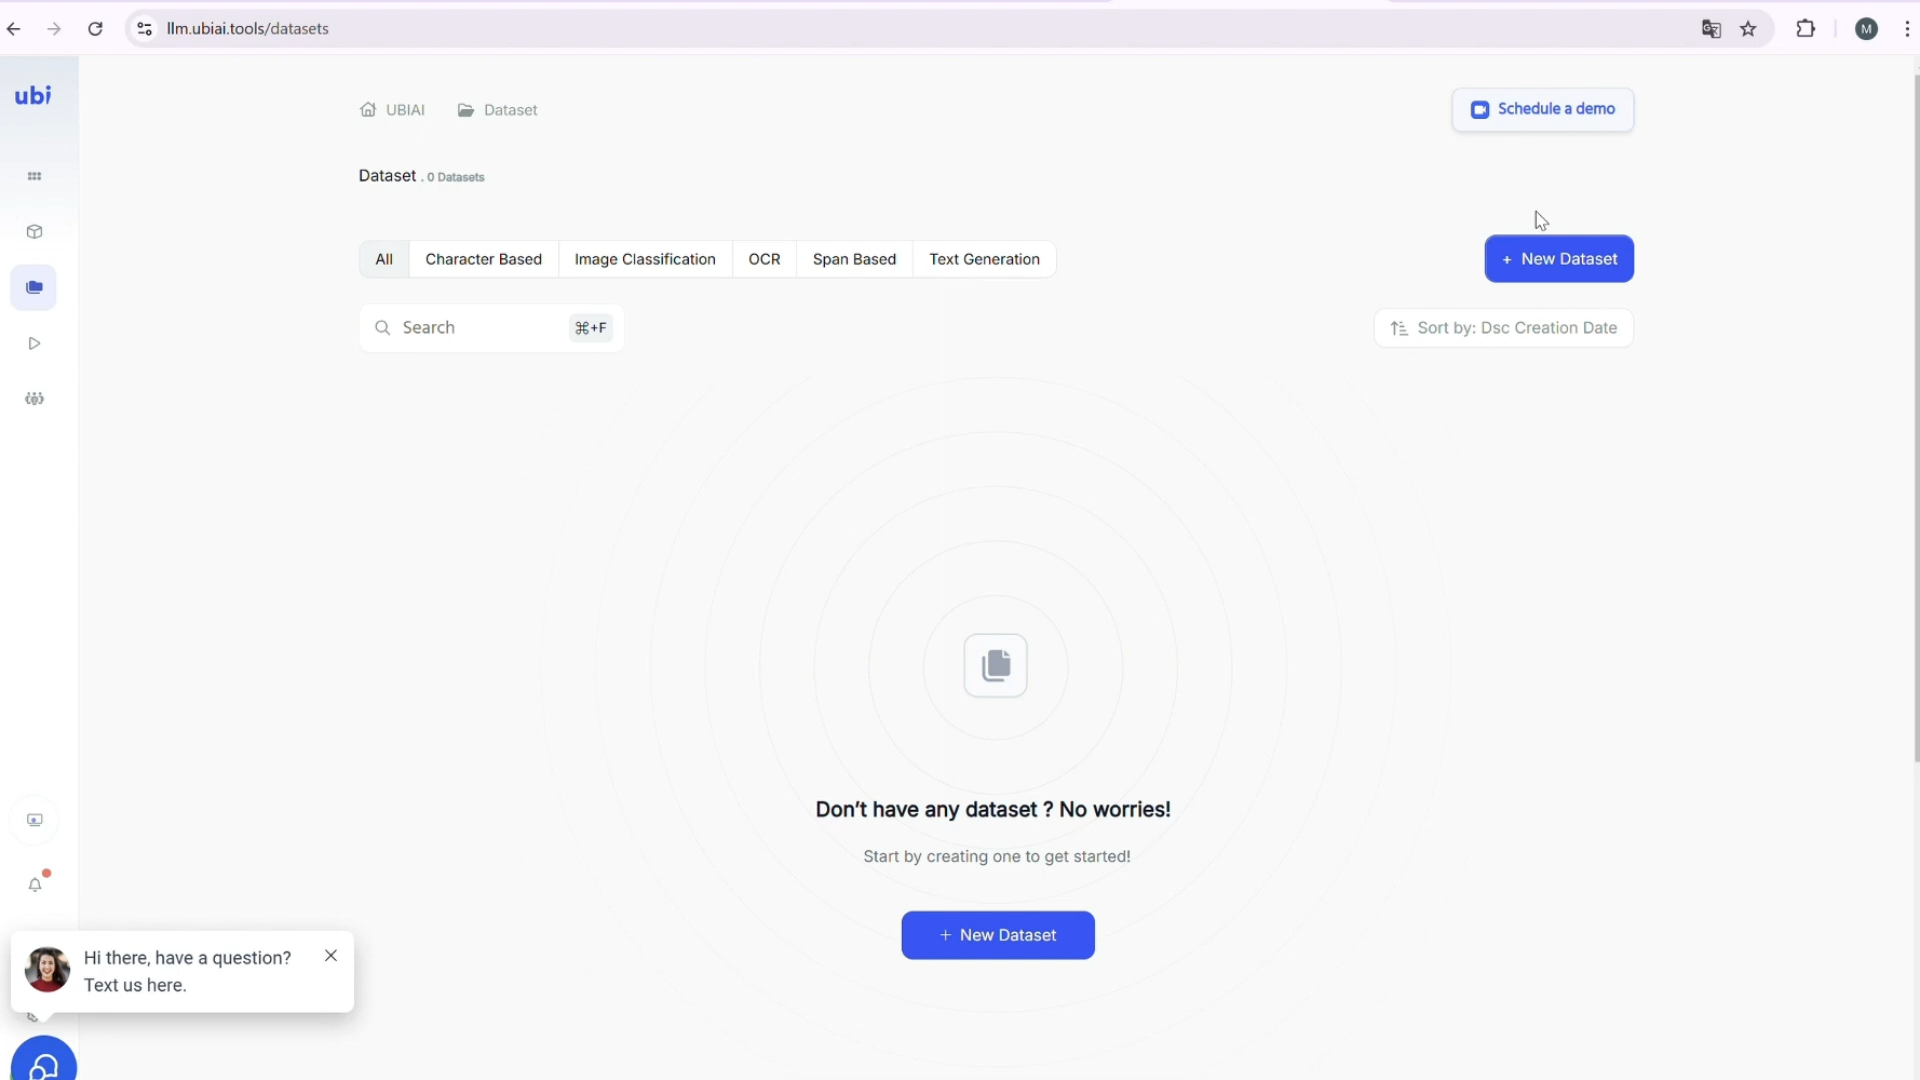 llm.ubiai.tools/datasets
M
ubi
UBIAI
Dataset
Schedule a demo
Dataset . 0 Datasets
All
Character Based
Image Classification
OCR
Span Based
Text Generation
+ New Dataset
Search
⌘+F
Sort by: Dsc Creation Date
Don't have any dataset ? No worries!
Start by creating one to get started!
+ New Dataset
Hi there, have a question?
Text us here.